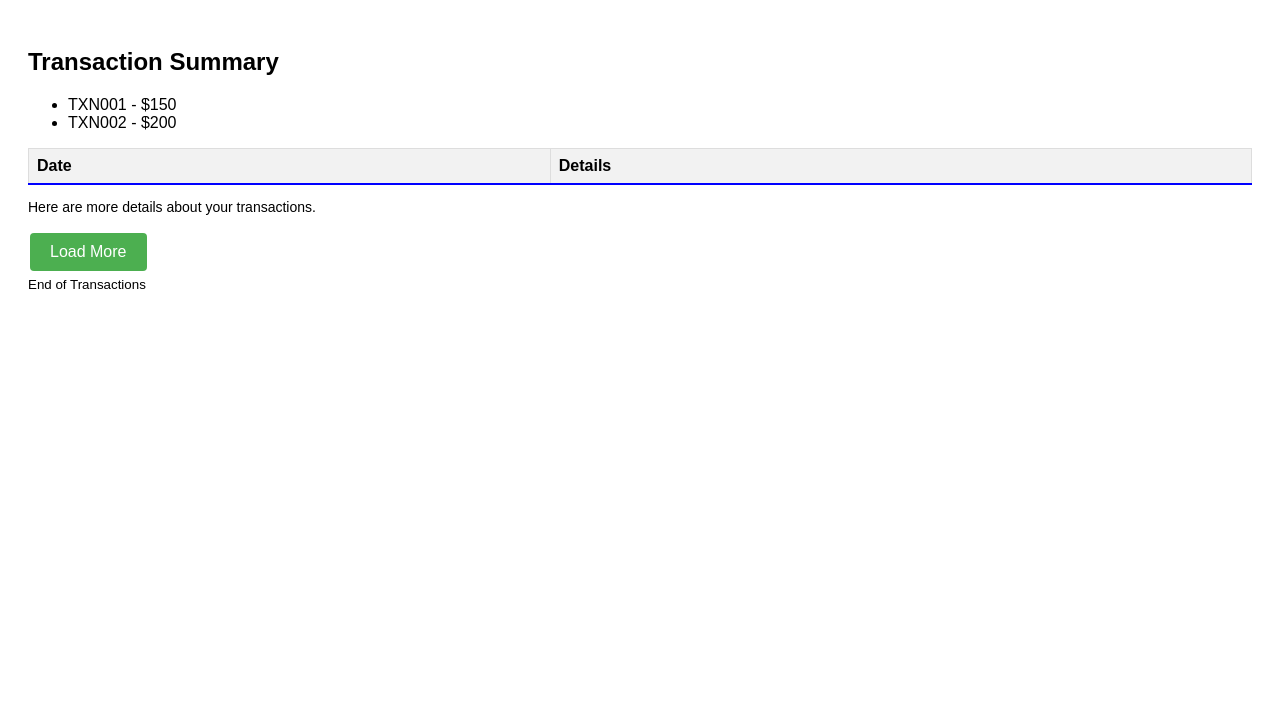 Transaction Summary
TXN001 - $150
TXN002 - $200
Date Details
Here are more details about your transactions.
Load More
End of Transactions